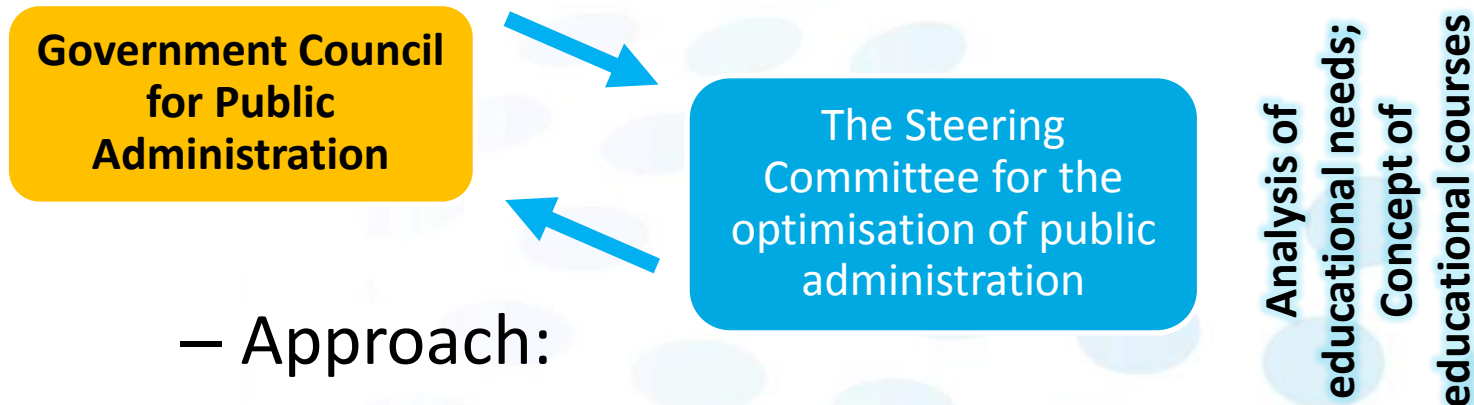 Government Council
for Public
Administration
The Steering
Committee for the
optimisation of public
administration
– Approach:
Analysis of
educational needs;
Concept of
educational courses